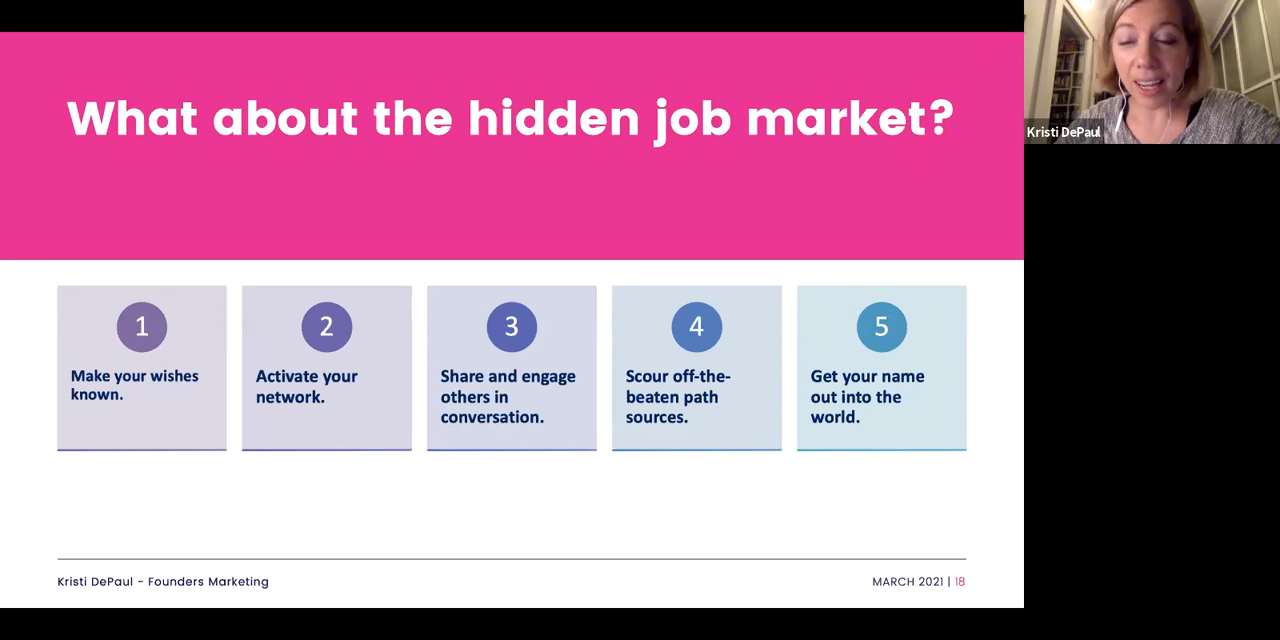 What about the hidden job market?
Kristi DePaul
1
2
3
4
5
Make your wishes
known.
Activate your
network.
Share and engage
others in
conversation.
Scour off-the-
beaten path
sources.
Get your name
out into the
world.
Kristi DePaul - Founders Marketing
MARCH 2021 | 18